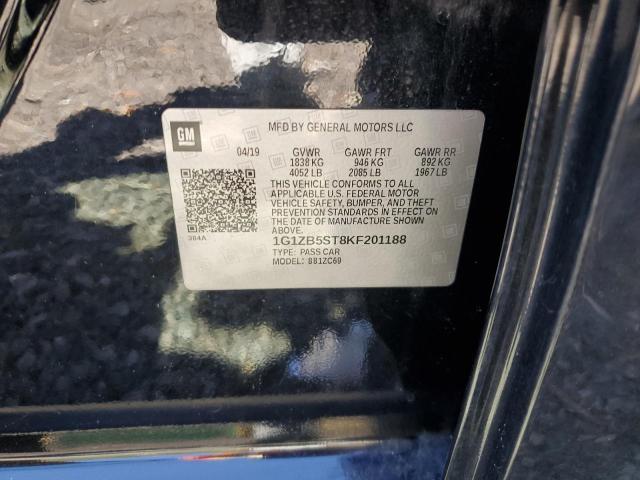 GM
MFD BY GENERAL MOTORS LLC
04/19 GVWR GAWR FRT GAWR RR
1838 KG 946 KG 892 KG
4052 LB 2085 LB 1967 LB
THIS VEHICLE CONFORMS TO ALL
APPLICABLE U.S. FEDERAL MOTOR
VEHICLE SAFETY, BUMPER, AND THEFT
PREVENTION STANDARDS IN EFFECT ON
THE DATE OF MANUFACTURE SHOWN
ABOVE.
384A
1G1ZB5ST8KF201188
TYPE: PASS CAR
MODEL: 881ZC69